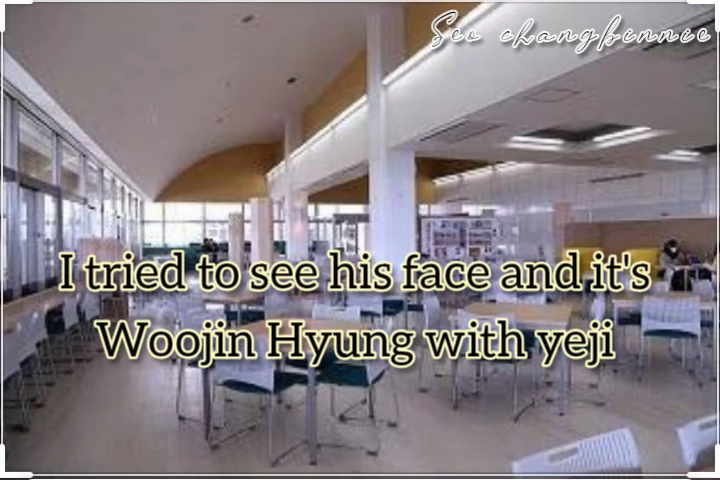 Seo changbinnie
I tried to see his face and it's
Woojin Hyung with yeji